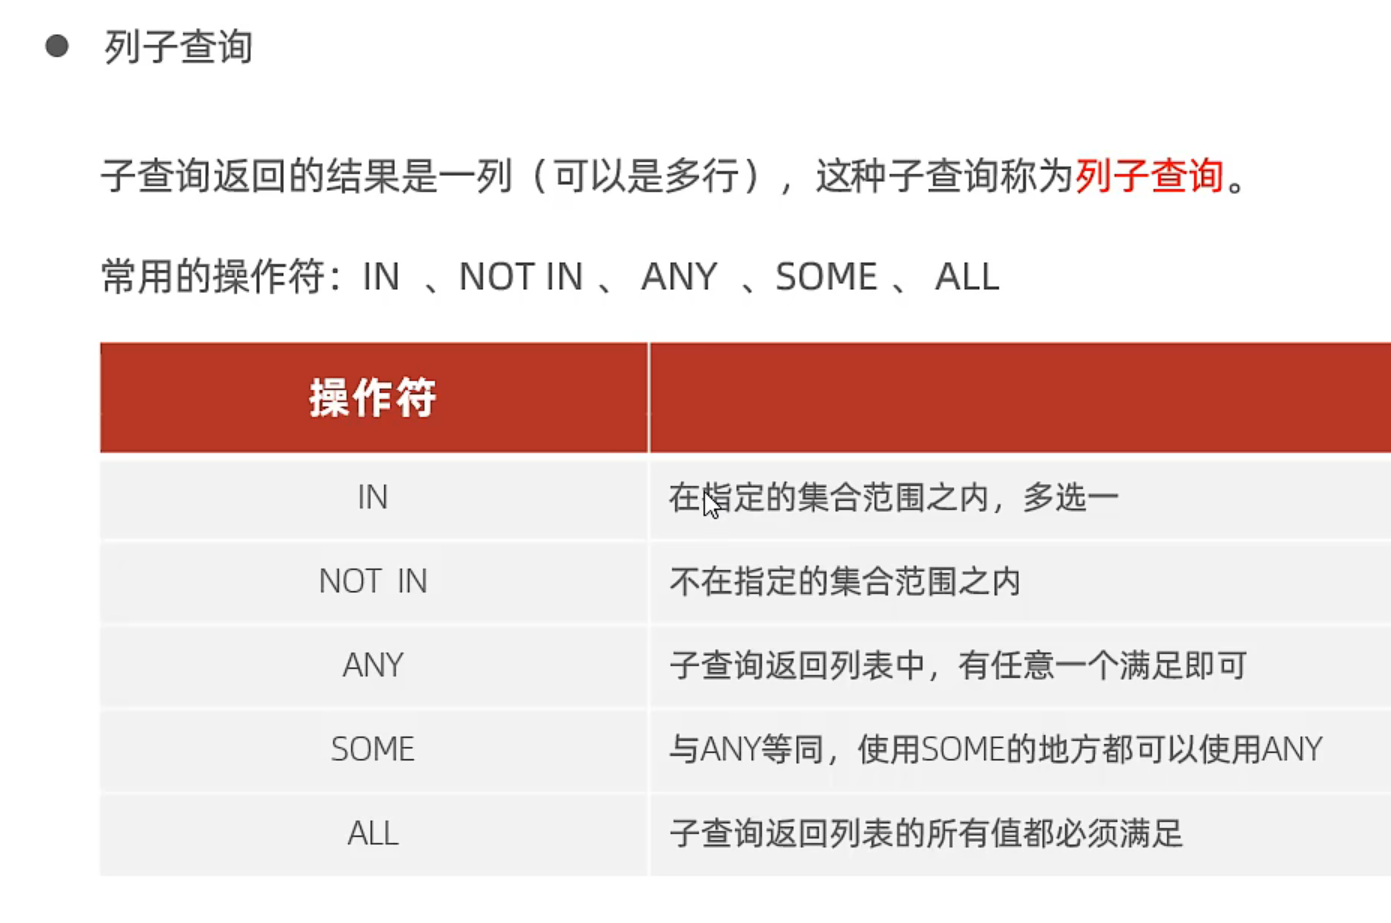 列子查询
子查询返回的结果是一列（可以是多行），这种子查询称为列子查询。
常用的操作符：IN 、NOT IN 、 ANY 、SOME 、 ALL
操作符
IN 在指定的集合范围之内，多选一
NOT IN 不在指定的集合范围之内
ANY 子查询返回列表中，有任意一个满足即可
SOME 与ANY等同，使用SOME的地方都可以使用ANY
ALL 子查询返回列表的所有值都必须满足